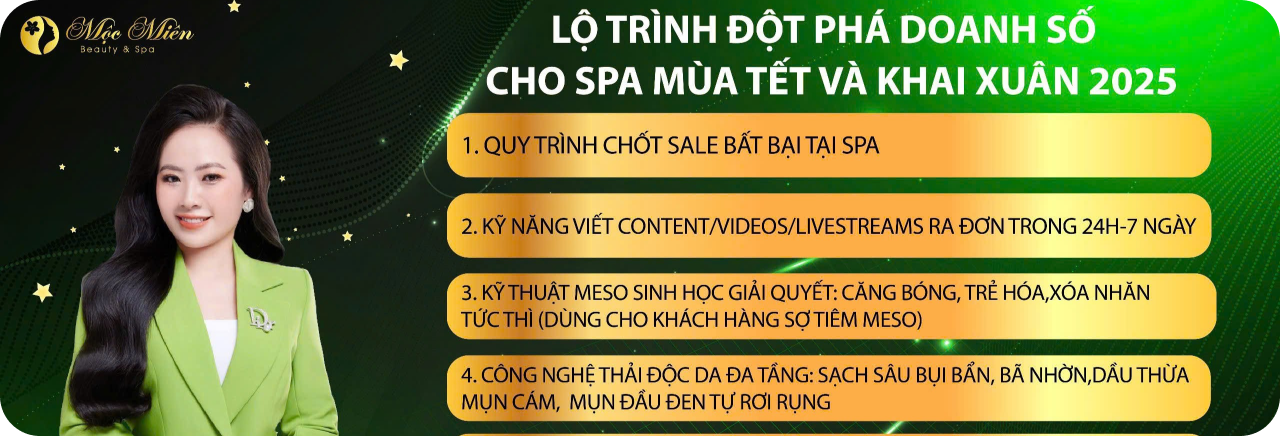 Mộc Miên
Beauty & Spa
LỘ TRÌNH ĐỘT PHÁ DOANH SỐ
CHO SPA MÙA TẾT VÀ KHAI XUÂN 2025
1. QUY TRÌNH CHỐT SALE BẤT BẠI TẠI SPA
2. KỸ NĂNG VIẾT CONTENT/VIDEOS/LIVESTREAMS RA ĐƠN TRONG 24H-7 NGÀY
3. KỸ THUẬT MESO SINH HỌC GIẢI QUYẾT: CĂNG BÓNG, TRẺ HÓA,XÓA NHĂN
TỨC THÌ (DÙNG CHO KHÁCH HÀNG SỢ TIÊM MESO)
4. CÔNG NGHỆ THẢI ĐỘC DA ĐA TẦNG: SẠCH SÂU BỤI BẨN, BÃ NHỜN,DẦU THỪA
MỤN CÁM, MỤN ĐẦU ĐEN TỰ RƠI RỤNG